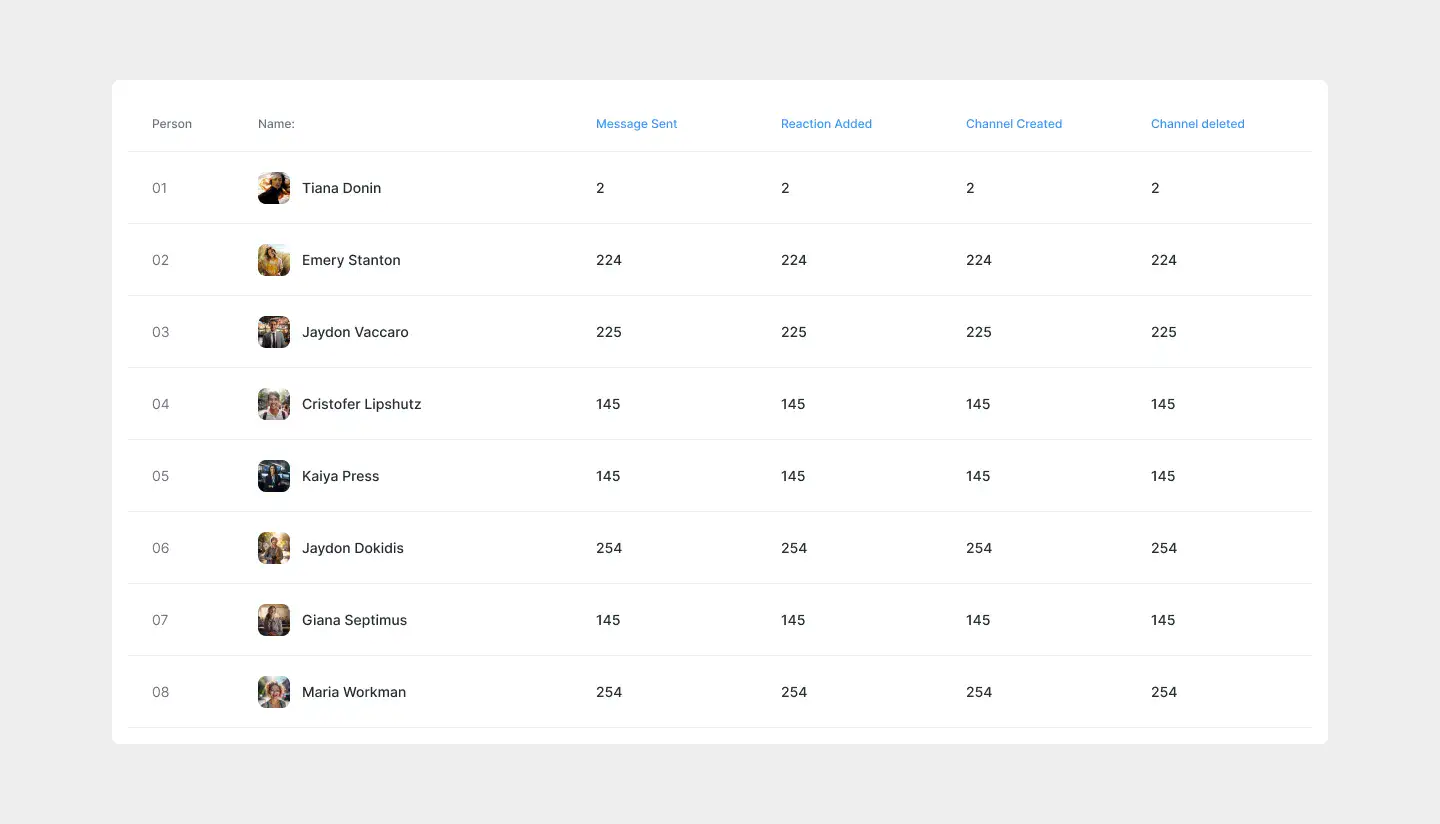 Person Name: Message Sent Reaction Added Channel Created Channel deleted
01 Tiana Donin 2 2 2 2
02 Emery Stanton 224 224 224 224
03 Jaydon Vaccaro 225 225 225 225
04 Cristofer Lipshutz 145 145 145 145
05 Kaiya Press 145 145 145 145
06 Jaydon Dokidis 254 254 254 254
07 Giana Septimus 145 145 145 145
08 Maria Workman 254 254 254 254